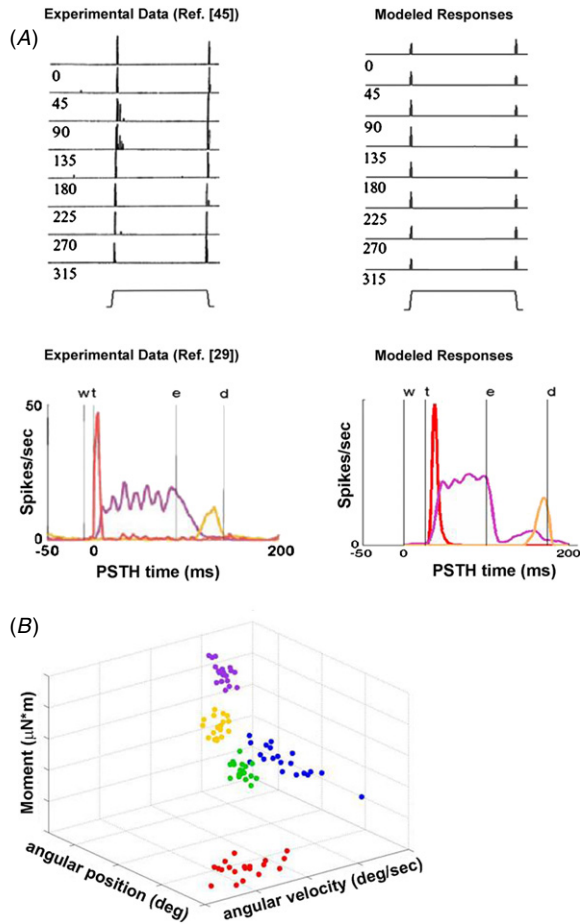 Experimental Data (Ref. [45])
Modeled Responses
(A)
0
45
90
135
180
225
270
315
0
45
90
135
180
225
270
315
Experimental Data (Ref. [29])
Modeled Responses
w t e d
50
Spikes/sec
0
-50 0 200
PSTH time (ms)
w t e d
Spikes/sec
-50 0 200
PSTH time (ms)
(B)
Moment (μN*m)
angular position (deg)
angular velocity (deg/sec)